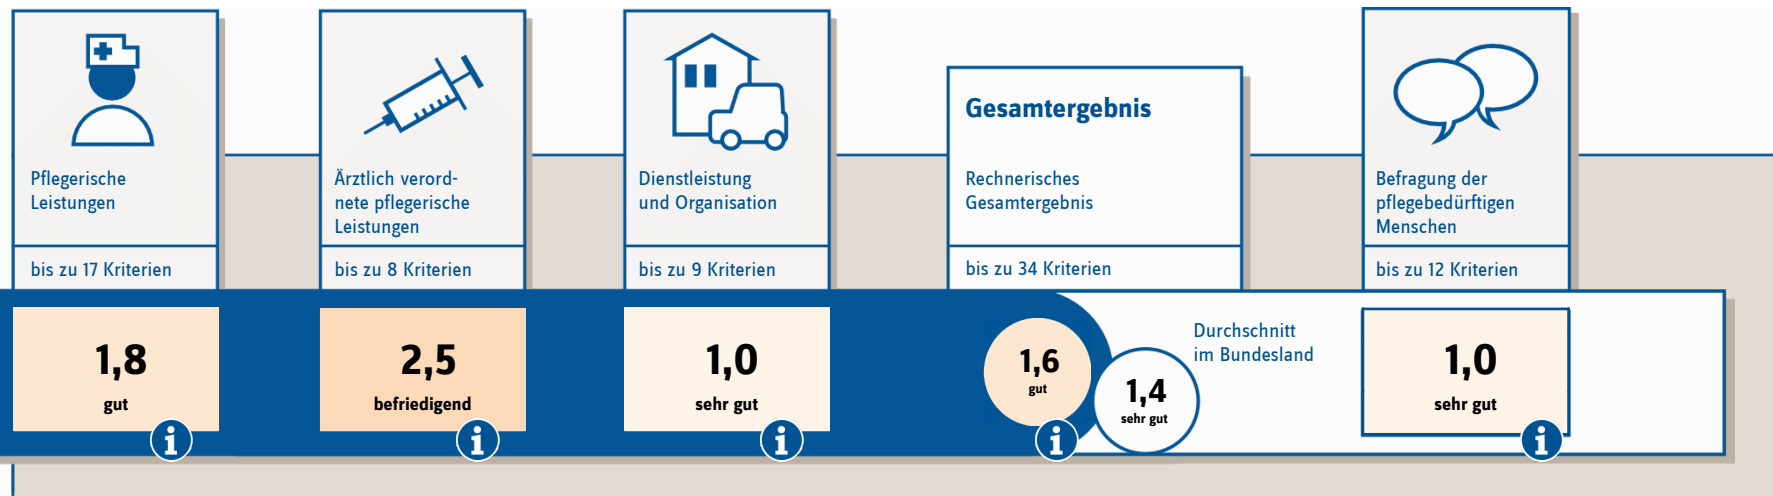 Pflegerische
Leistungen
bis zu 17 Kriterien
1,8
gut
i
Ärztlich verord-
nete pflegerische
Leistungen
bis zu 8 Kriterien
2,5
befriedigend
i
Dienstleistung
und Organisation
bis zu 9 Kriterien
1,0
sehr gut
i
Gesamtergebnis
Rechnerisches
Gesamtergebnis
bis zu 34 Kriterien
1,6
gut
i
Durchschnitt
im Bundesland
1,4
sehr gut
Befragung der
pflegebedürftigen
Menschen
bis zu 12 Kriterien
1,0
sehr gut
i